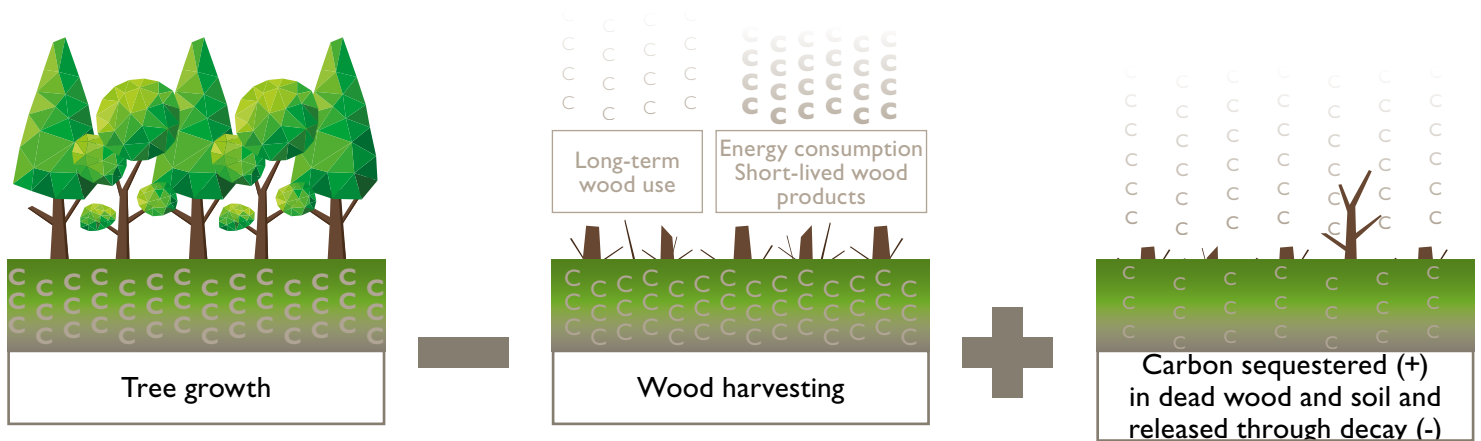 Long-term
wood use
Energy consumption
Short-lived wood
products
Tree growth
Wood harvesting
Carbon sequestered (+)
in dead wood and soil and
released through decay (-)